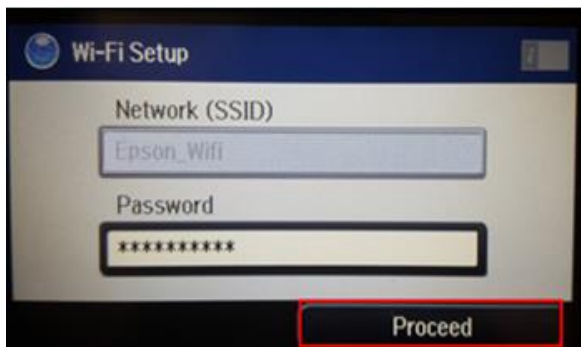 Wi-Fi Setup
Network (SSID)
Epson_Wifi
Password
**********
Proceed